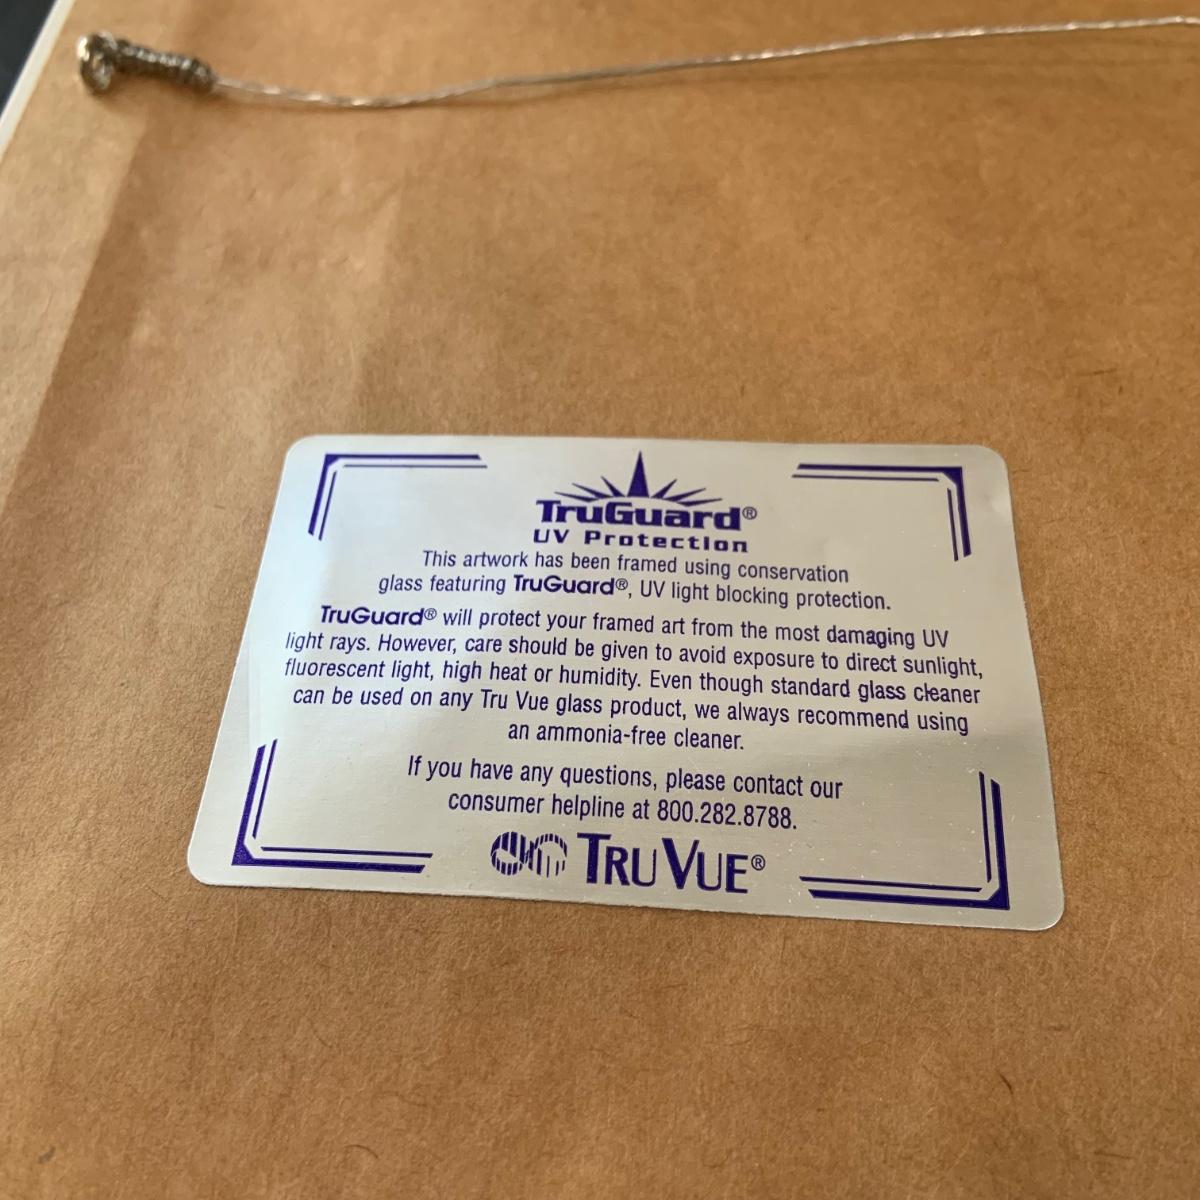 TruGuard®
UV Protection
This artwork has been framed using conservation
glass featuring TruGuard®, UV light blocking protection.
TruGuard® will protect your framed art from the most damaging UV
light rays. However, care should be given to avoid exposure to direct sunlight,
fluorescent light, high heat or humidity. Even though standard glass cleaner
can be used on any Tru Vue glass product, we always recommend using
an ammonia-free cleaner.
If you have any questions, please contact our
consumer helpline at 800.282.8788.
TRU VUE®